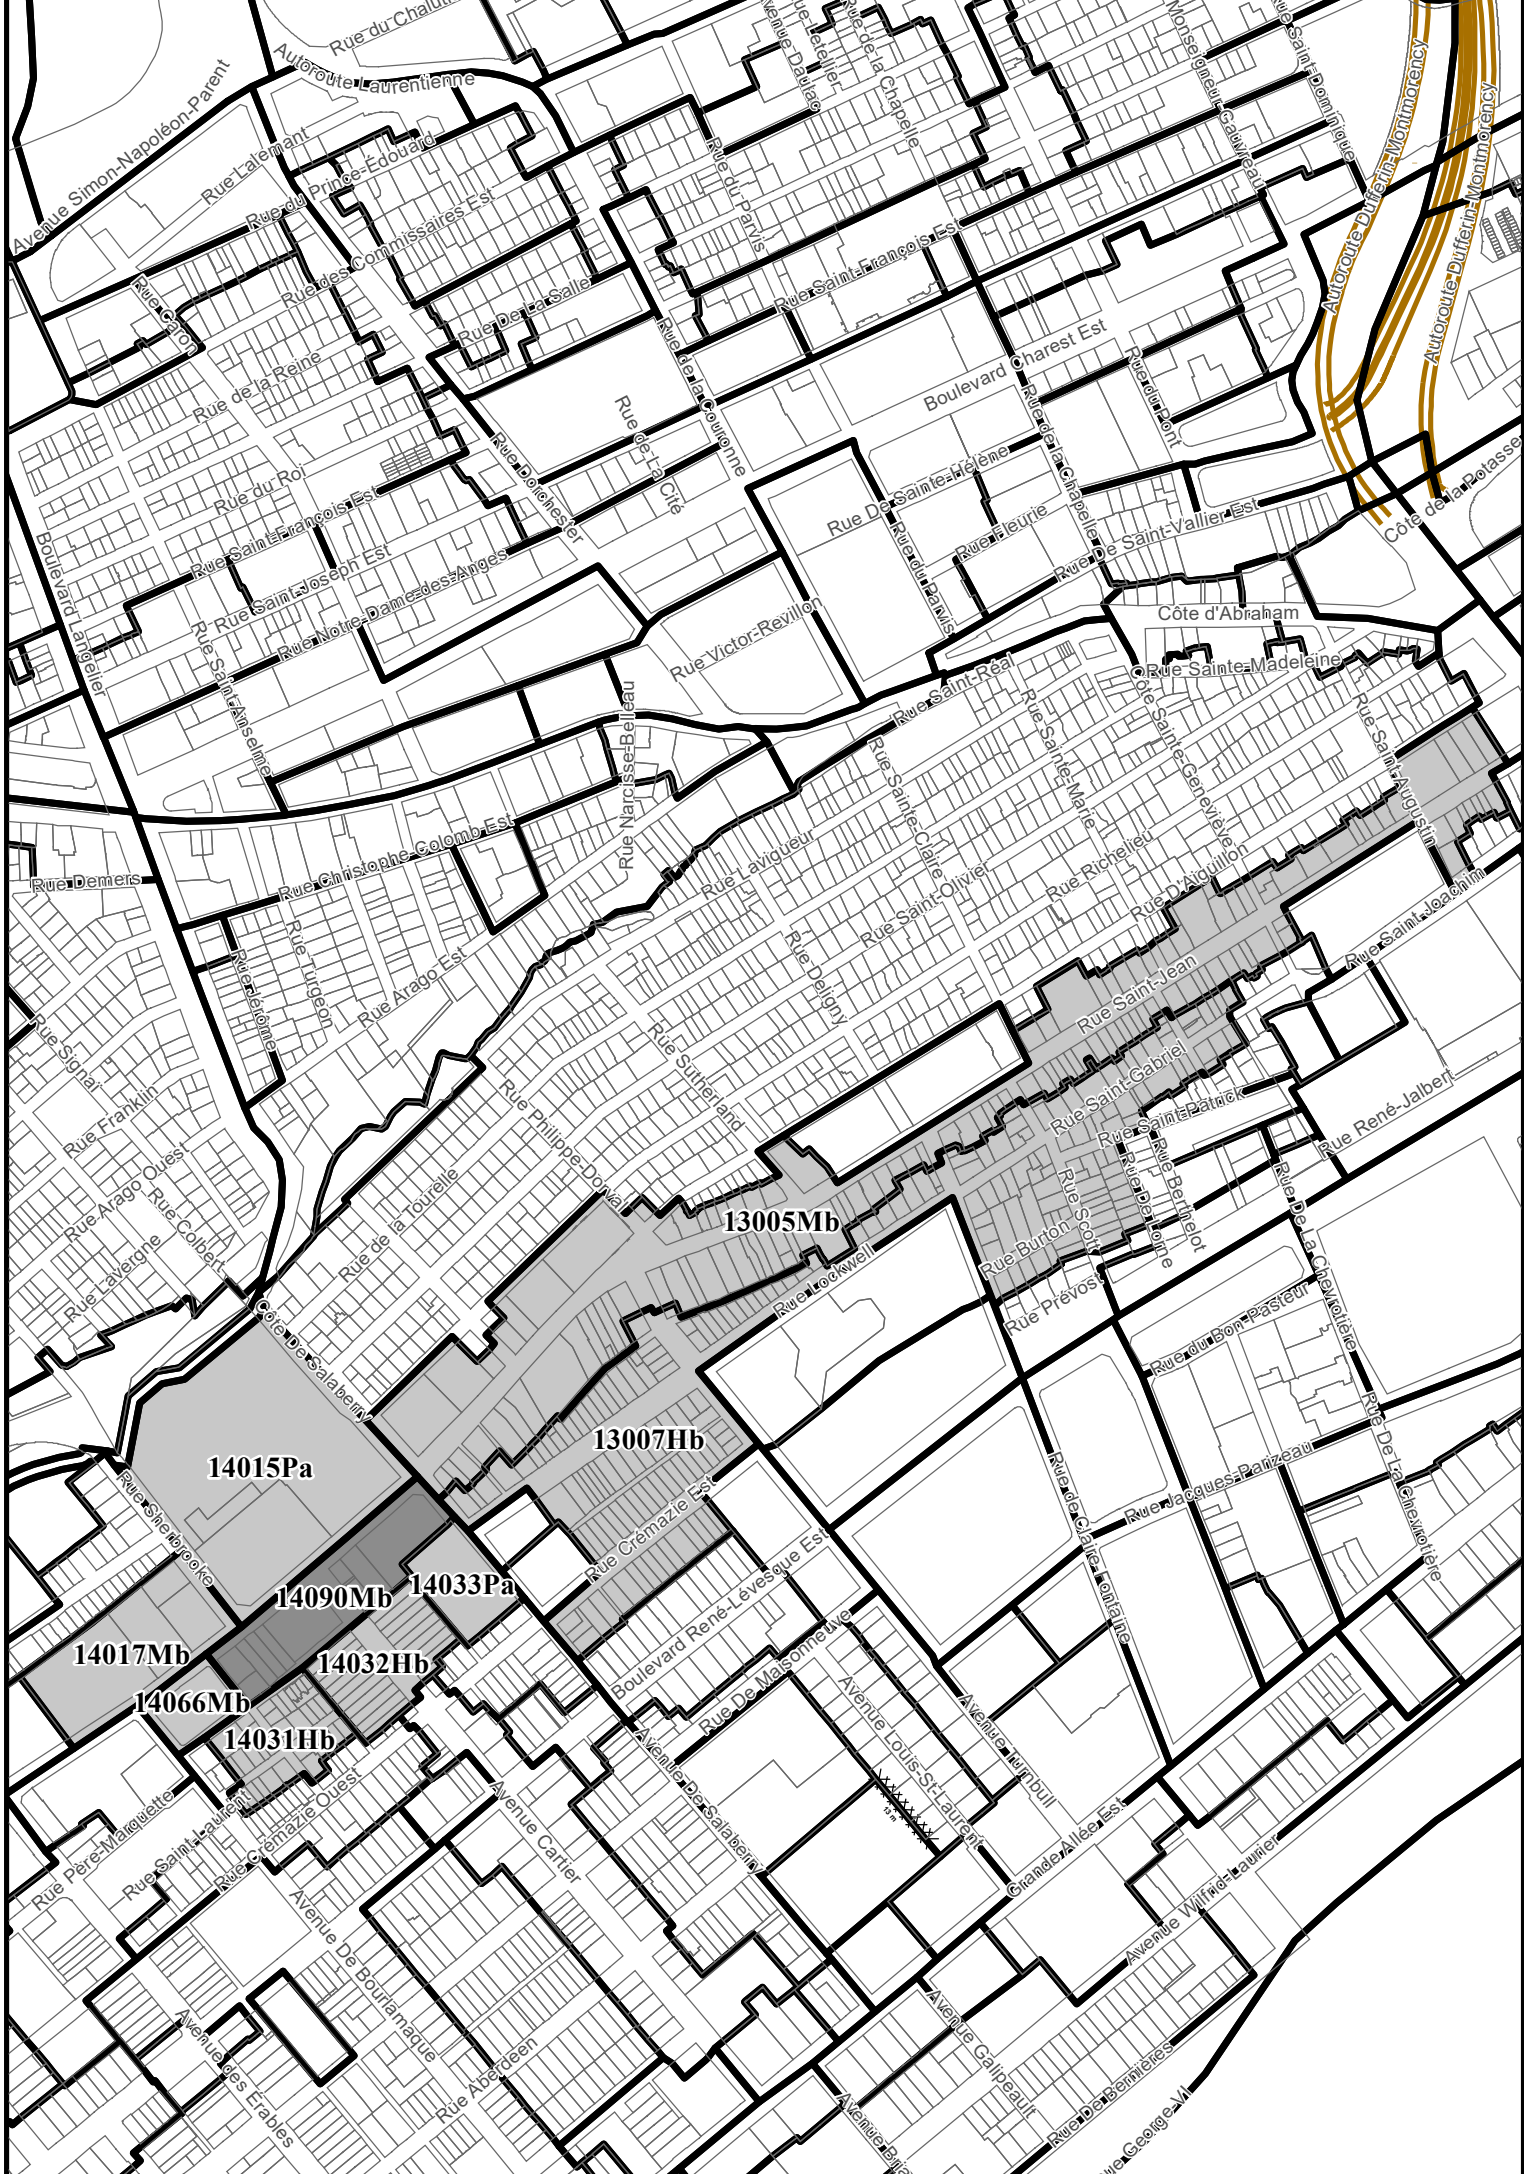 Rue du Chalutier
Autoroute Laurentienne
Avenue Simon-Napoléon-Parent
Rue Lalemant
Rue du Prince-Édouard
Rue des Commissaires Est
Rue Caron
Rue De La Salle
Rue de la Reine
Rue du Roi
Rue Saint-François Est
Rue Saint-Joseph Est
Rue Notre-Dame-des-Anges
Boulevard Langelier
Rue Saint-Anselme
Rue Dorchester
Rue de La Cité
Rue de la Couronne
Rue du Parvis
Avenue Daulac
Rue Letellier
Rue de la Chapelle
Monseigneur-Gauvreau
Rue Saint-Dominique
Autoroute Dufferin-Montmorency
Autoroute Dufferin-Montmorency
Rue Saint-François Est
Boulevard Charest Est
Rue du Pont
Rue de la Chapelle
Rue De Sainte-Hélène
Rue Fleurie
Rue du Parvis
Rue De Saint-Vallier Est
Côte de la Potasse
Côte d'Abraham
Rue Sainte-Madeleine
Rue Victor-Revillon
Rue Saint-Réal
Rue Narcisse-Belleau
Rue Christophe-Colomb Est
Rue Demers
Rue Turgeon
Rue Jérôme
Rue Arago Est
Rue Signaï
Rue Franklin
Rue Arago Ouest
Rue Colbert
Rue Lavergne
Rue Lavigueur
Rue Sainte-Claire
Rue Saint-Olivier
Rue Sainte-Marie
Rue Richelieu
Côte Sainte-Geneviève
Rue D'Aiguillon
Rue Saint-Augustin
Rue Saint-Joachim
Rue Deligny
Rue Sutherland
Rue Philippe-Dorval
Rue de la Tourelle
Rue Saint-Jean
Rue Saint-Gabriel
Rue Saint-Patrick
Rue René-Jalbert
Rue Berthelot
Rue De Lorne
Rue Scott
Rue Burton
Rue Prévost
Rue Lockwell
13005Mb
Côte De Salaberry
Rue De La Chevrotière
Rue du Bon-Pasteur
13007Hb
14015Pa
Rue Sherbrooke
Rue Crémazie Est
Rue de Claire-Fontaine
Rue Jacques-Parizeau
Rue De La Chevrotière
14090Mb
14033Pa
14017Mb
14032Hb
14066Mb
14031Hb
Boulevard René-Lévesque Est
Rue De Maisonneuve
Avenue Louis-St-Laurent
13 m
Avenue Turnbull
Avenue De Salaberry
Rue Père-Marquette
Rue Saint-Laurent
Rue Crémazie Ouest
Avenue Cartier
Grande Allée Est
Avenue Wilfrid-Laurier
Avenue De Bourlamaque
Avenue des Érables
Rue Aberdeen
Avenue Galipeault
Rue De Bernières
Avenue Bria
ue George-VI